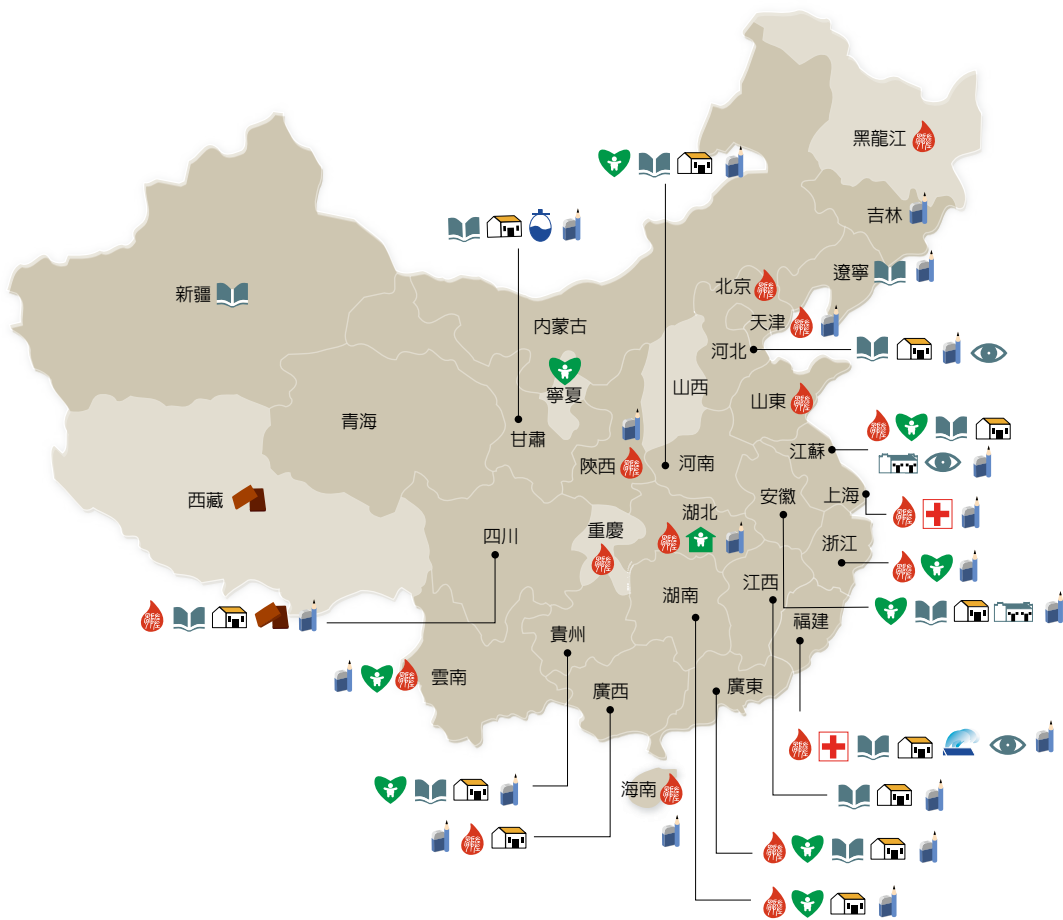 黑龍江
吉林
遼寧
新疆
北京
天津
内蒙古
河北
寧夏
山西
山東
青海
甘肅
陝西
河南
江蘇
西藏
安徽
上海
湖北
四川
重慶
浙江
江西
湖南
福建
貴州
雲南
廣西
廣東
海南